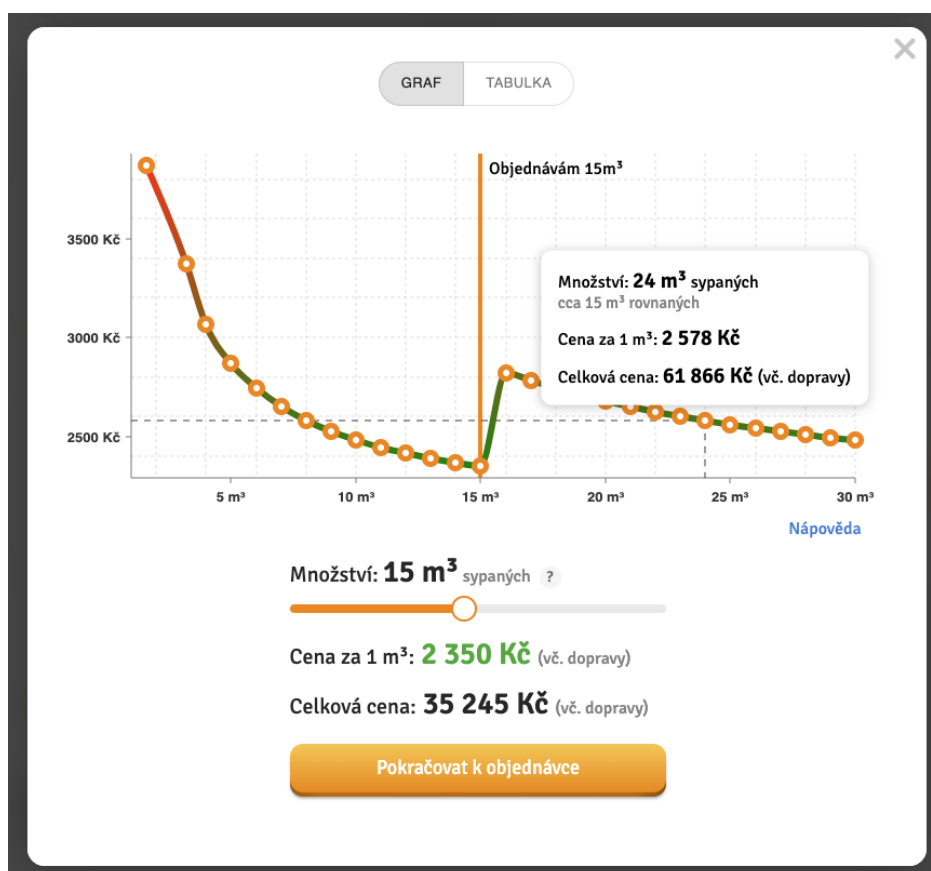 GRAF TABULKA
Objednávám 15m³
3500 Kč
3000 Kč
2500 Kč
Množství: 24 m³ sypaných
cca 15 m³ rovnaných
Cena za 1 m³: 2 578 Kč
Celková cena: 61 866 Kč (vč. dopravy)
5 m³ 10 m³ 15 m³ 20 m³ 25 m³ 30 m³
Nápověda
Množství: 15 m³ sypaných ?
Cena za 1 m³: 2 350 Kč (vč. dopravy)
Celková cena: 35 245 Kč (vč. dopravy)
Pokračovat k objednávce